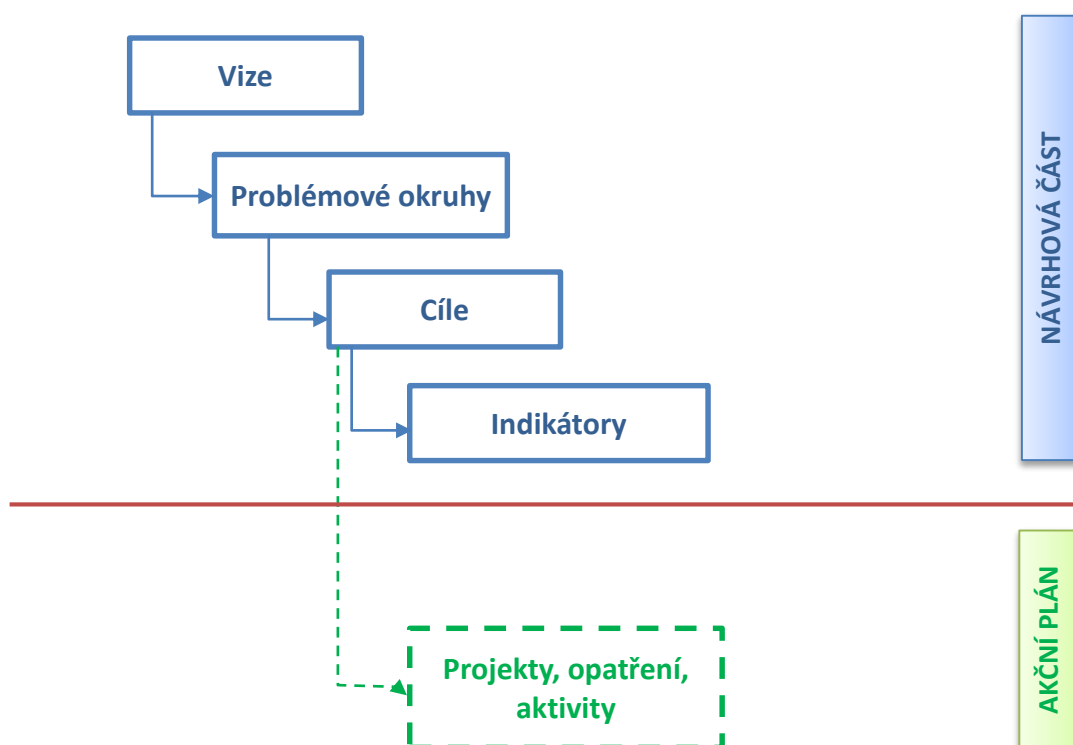 Vize
Problémové okruhy
Cíle
Indikátory
NÁVRHOVÁ ČÁST
Projekty, opatření,
aktivity
AKČNÍ PLÁN